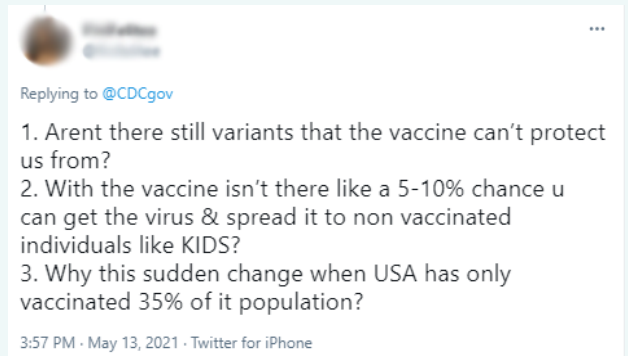 Replying to @CDCgov
1. Arent there still variants that the vaccine can't protect
us from?
2. With the vaccine isn't there like a 5-10% chance u
can get the virus & spread it to non vaccinated
individuals like KIDS?
3. Why this sudden change when USA has only
vaccinated 35% of it population?
3:57 PM · May 13, 2021 · Twitter for iPhone